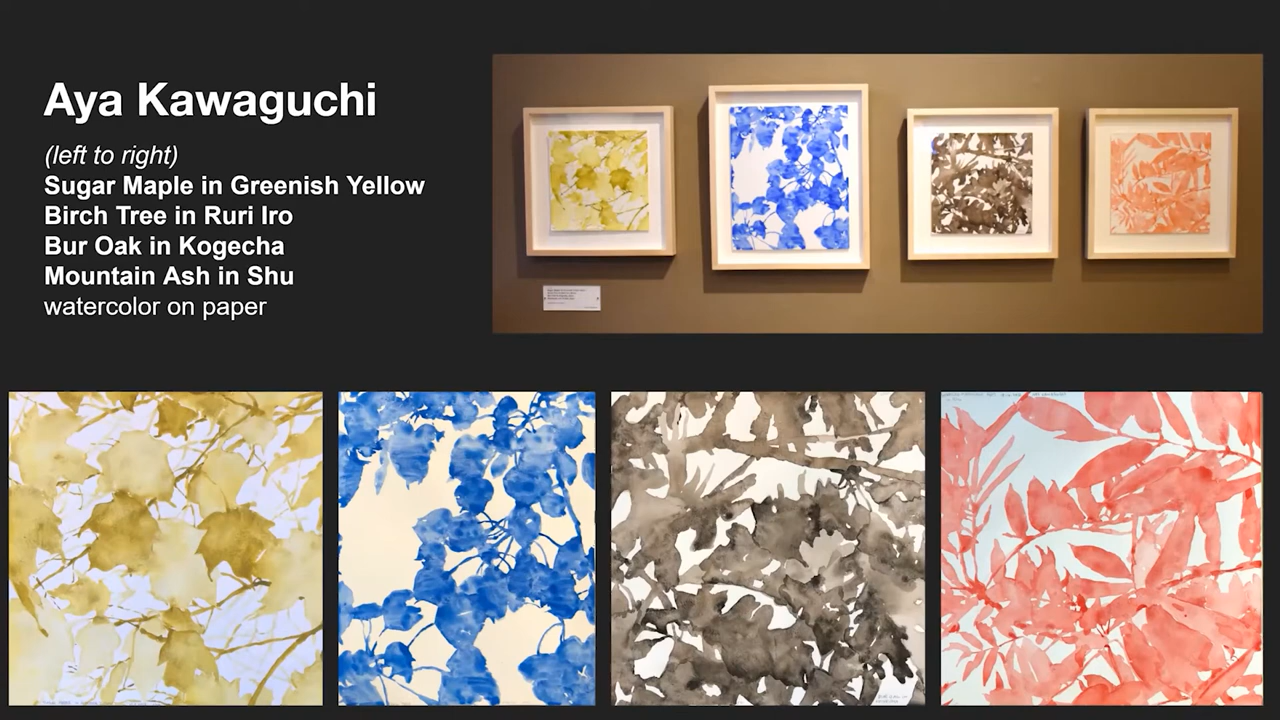 Aya Kawaguchi
(left to right)
Sugar Maple in Greenish Yellow
Birch Tree in Ruri Iro
Bur Oak in Kogecha
Mountain Ash in Shu
watercolor on paper